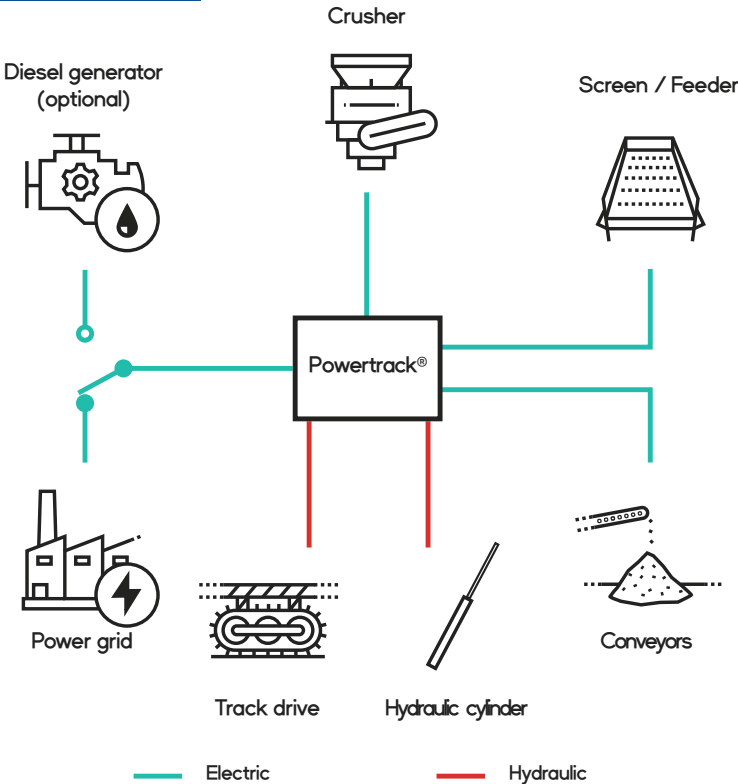 Crusher
Diesel generator
(optional)
Screen / Feeder
Powertrack®
Power grid
Conveyors
Track drive
Hydraulic cylinder
Electric
Hydraulic